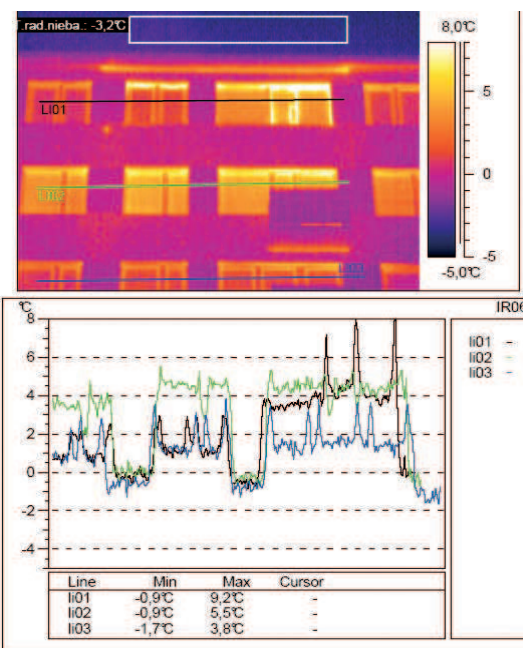 T.rad.nieba.: -3,2℃
8,0℃
5
0
-5
-5,0℃
LI01
LI02
LI03
℃
IR06
8
6
4
2
0
-2
-4
li01 -
li02 -
li03 -
Line Min Max Cursor
li01 -0,9℃ 9,2℃ -
li02 -0,9℃ 5,5℃ -
li03 -1,7℃ 3,8℃ -